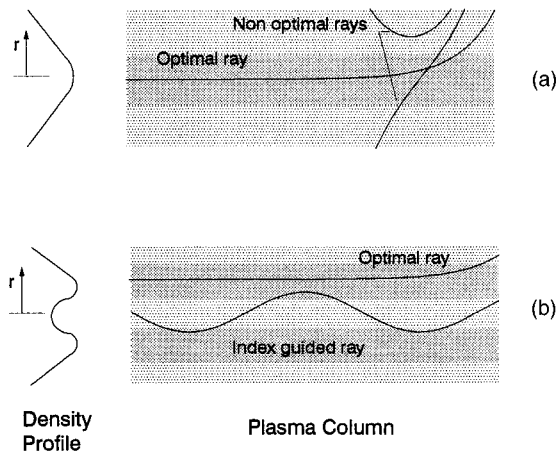 Non optimal rays
r
Optimal ray
(a)
Optimal ray
r
(b)
Index guided ray
Density
Profile
Plasma Column